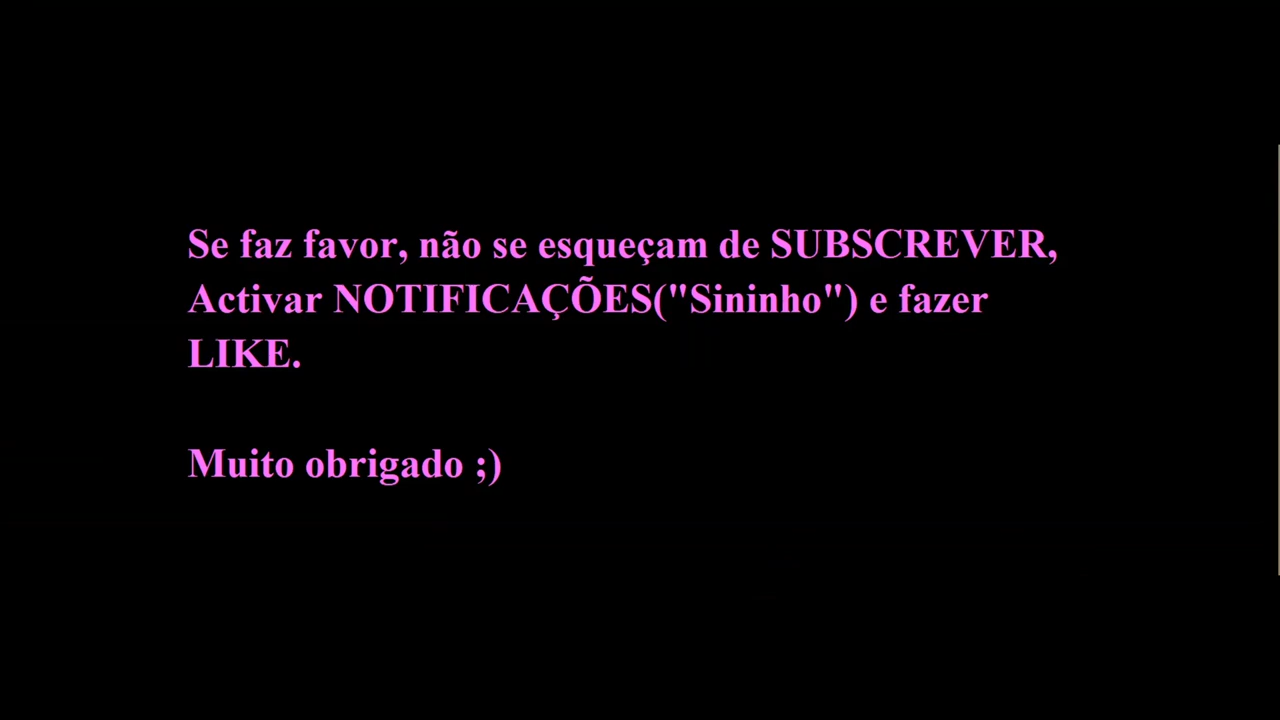 Se faz favor, não se esqueçam de SUBSCREVER,
Activar NOTIFICAÇÕES("Sininho") e fazer
LIKE.
Muito obrigado ;)